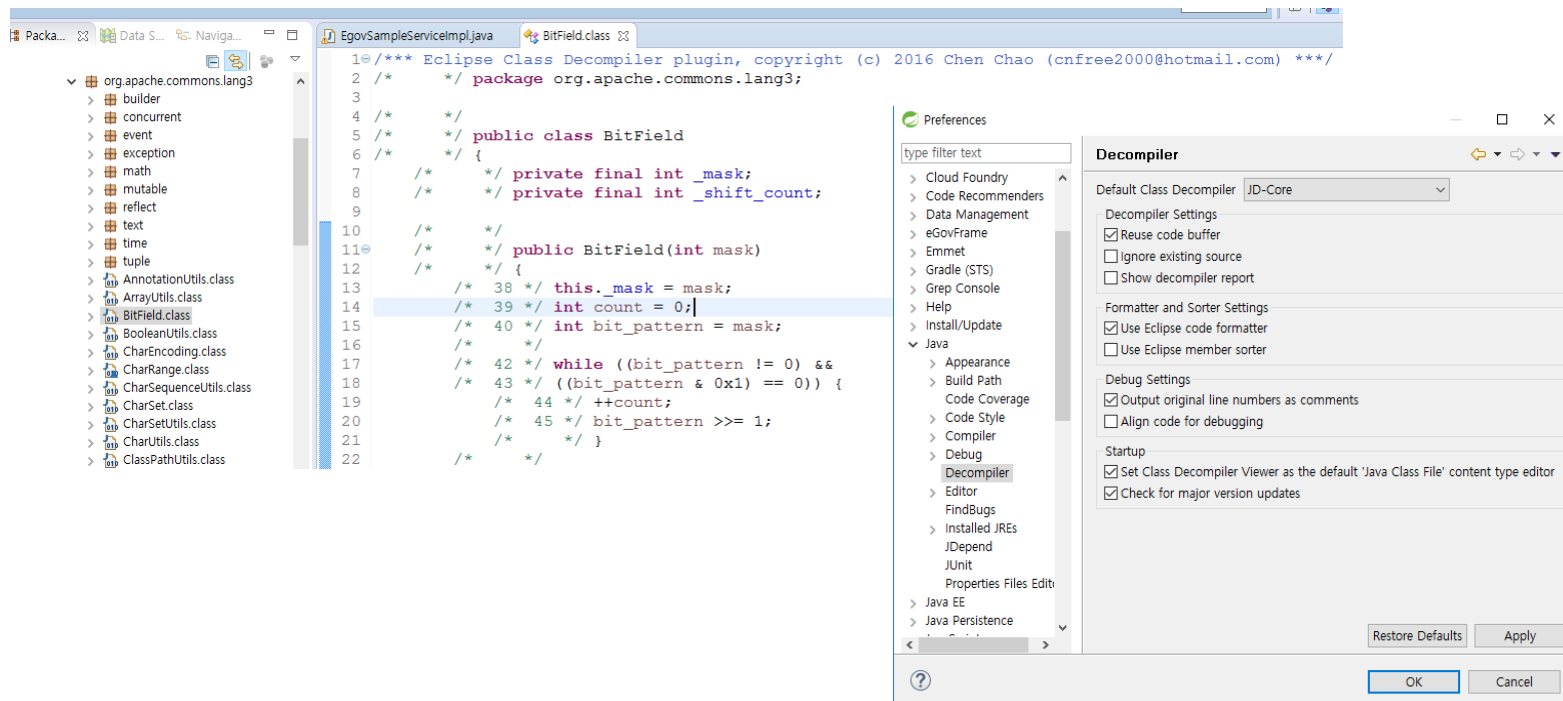 Packa...
Data S...
Naviga...
org.apache.commons.lang3
builder
concurrent
event
exception
math
mutable
reflect
text
time
tuple
AnnotationUtils.class
ArrayUtils.class
BitField.class
BooleanUtils.class
CharEncoding.class
CharRange.class
CharSequenceUtils.class
CharSet.class
CharSetUtils.class
CharUtils.class
ClassPathUtils.class
EgovSampleServiceImpl.java
BitField.class
1 /*** Eclipse Class Decompiler plugin, copyright (c) 2016 Chen Chao (cnfree2000@hotmail.com) ***/
2 /*     */ package org.apache.commons.lang3;
3
4 /*     */
5 /*     */ public class BitField
6 /*     */ {
7 /*     */ private final int _mask;
8 /*     */ private final int _shift_count;
9
10 /*     */
11 /*     */ public BitField(int mask)
12 /*     */ {
13 /*  38 */ this._mask = mask;
14 /*  39 */ int count = 0;
15 /*  40 */ int bit_pattern = mask;
16 /*     */
17 /*  42 */ while ((bit_pattern != 0) &&
18 /*  43 */ ((bit_pattern & 0x1) == 0)) {
19 /*  44 */ ++count;
20 /*  45 */ bit_pattern >>= 1;
21 /*     */ }
22 /*     */
Preferences
type filter text
Cloud Foundry
Code Recommenders
Data Management
eGovFrame
Emmet
Gradle (STS)
Grep Console
Help
Install/Update
Java
Appearance
Build Path
Code Coverage
Code Style
Compiler
Debug
Decompiler
Editor
FindBugs
Installed JREs
JDepend
JUnit
Properties Files Edit
Java EE
Java Persistence
Decompiler
Default Class Decompiler JD-Core
Decompiler Settings
Reuse code buffer
Ignore existing source
Show decompiler report
Formatter and Sorter Settings
Use Eclipse code formatter
Use Eclipse member sorter
Debug Settings
Output original line numbers as comments
Align code for debugging
Startup
Set Class Decompiler Viewer as the default 'Java Class File' content type editor
Check for major version updates
Restore Defaults
Apply
?
OK
Cancel